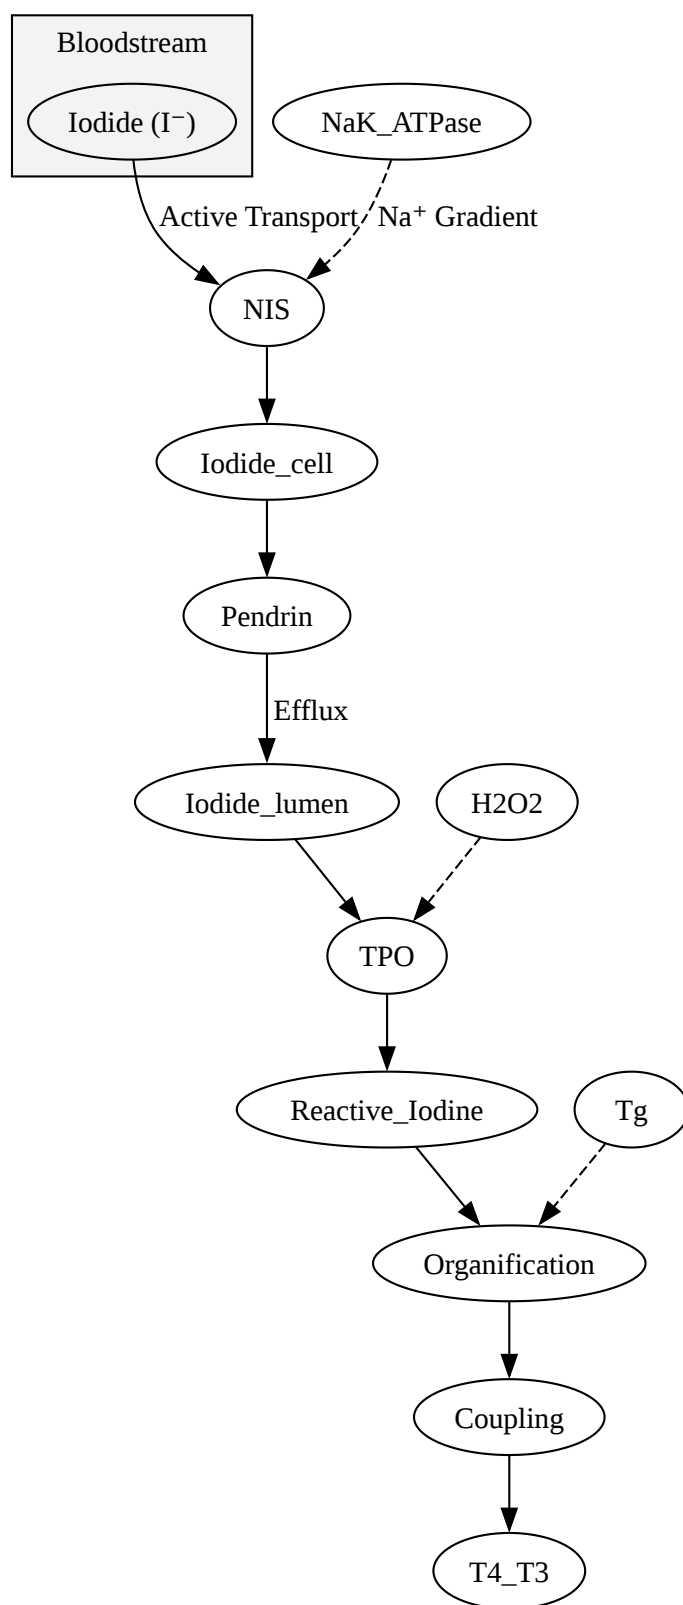 Bloodstream
Iodide (I⁻)
NaK_ATPase
Active Transport
Na⁺ Gradient
NIS
Iodide_cell
Pendrin
Efflux
Iodide_lumen
H2O2
TPO
Reactive_Iodine
Tg
Organification
Coupling
T4_T3